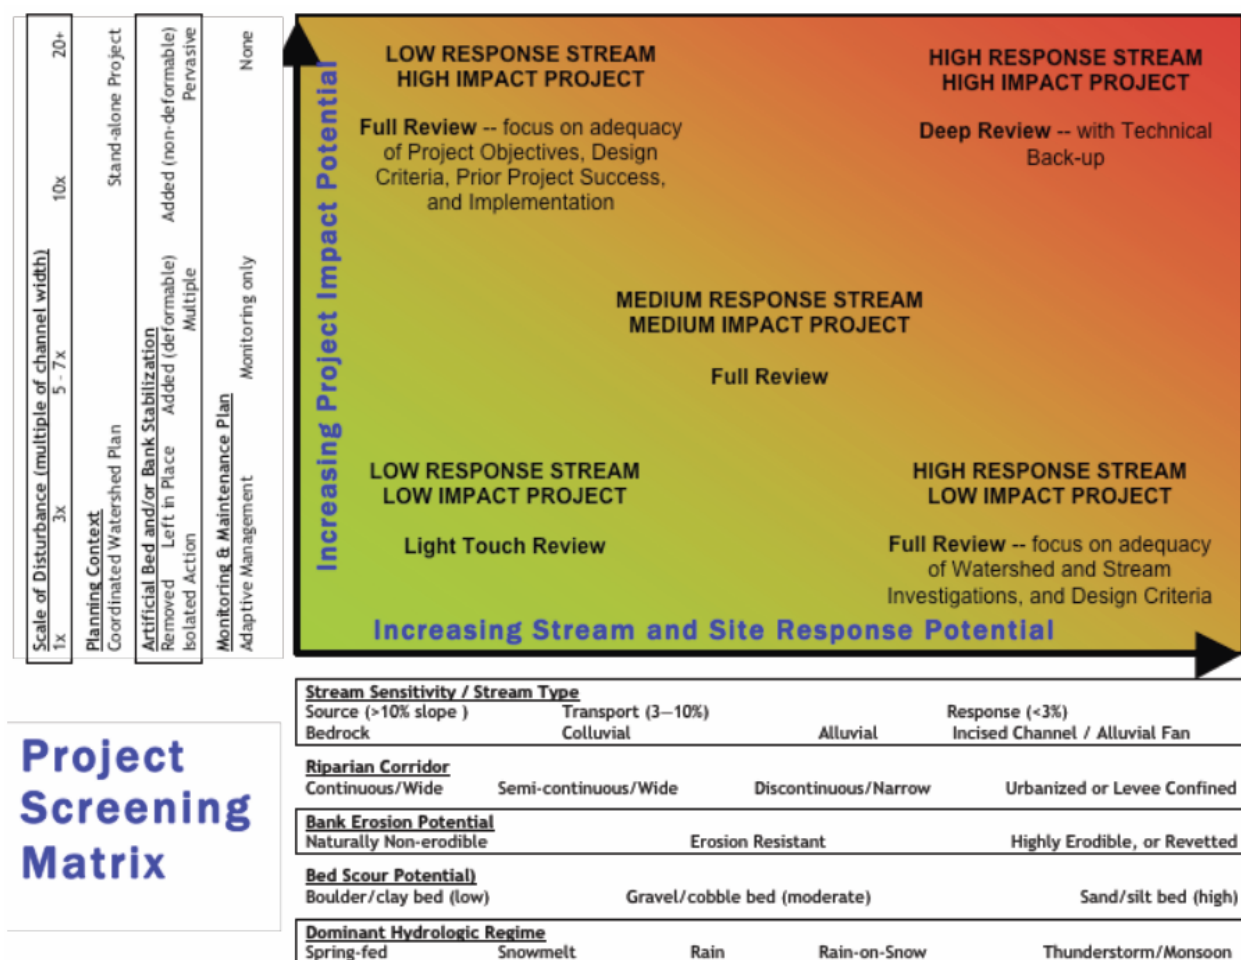 Scale of Disturbance (multiple of channel width)
1x 3x 5 - 7x 10x 20+
Planning Context
Coordinated Watershed Plan Stand-alone Project
Artificial Bed and/or Bank Stabilization
Removed Left in Place Added (deformable) Added (non-deformable)
Isolated Action Multiple Pervasive
Monitoring & Maintenance Plan
Adaptive Management Monitoring only None
Increasing Project Impact Potential
LOW RESPONSE STREAM
HIGH IMPACT PROJECT
Full Review -- focus on adequacy
of Project Objectives, Design
Criteria, Prior Project Success,
and Implementation
HIGH RESPONSE STREAM
HIGH IMPACT PROJECT
Deep Review -- with Technical
Back-up
MEDIUM RESPONSE STREAM
MEDIUM IMPACT PROJECT
Full Review
LOW RESPONSE STREAM
LOW IMPACT PROJECT
Light Touch Review
HIGH RESPONSE STREAM
LOW IMPACT PROJECT
Full Review -- focus on adequacy
of Watershed and Stream
Investigations, and Design Criteria
Increasing Stream and Site Response Potential
Project
Screening
Matrix
Stream Sensitivity / Stream Type
Source (>10% slope ) Transport (3—10%) Response (<3%)
Bedrock Colluvial Alluvial Incised Channel / Alluvial Fan
Riparian Corridor
Continuous/Wide Semi-continuous/Wide Discontinuous/Narrow Urbanized or Levee Confined
Bank Erosion Potential
Naturally Non-erodible Erosion Resistant Highly Erodible, or Revetted
Bed Scour Potential)
Boulder/clay bed (low) Gravel/cobble bed (moderate) Sand/silt bed (high)
Dominant Hydrologic Regime
Spring-fed Snowmelt Rain Rain-on-Snow Thunderstorm/Monsoon